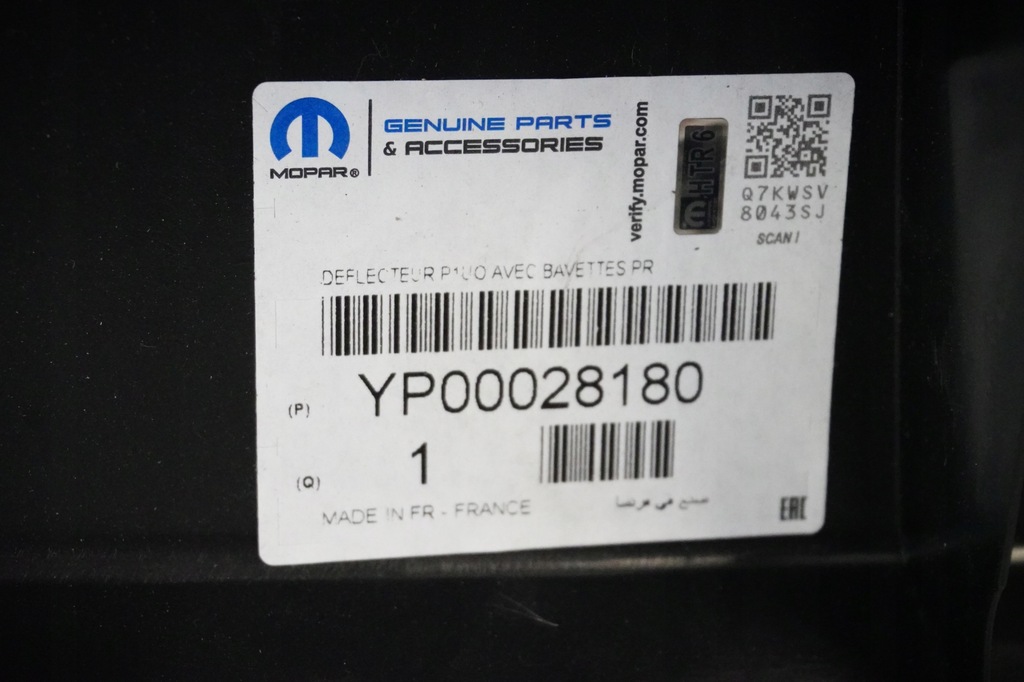 MOPAR®
GENUINE PARTS
& ACCESSORIES
verify.mopar.com
HTR6
Q7KWSV
8043SJ
SCAN!
DEFLECTEUR AVEC BAVETTES PR
(P) YP00028180
(Q) 1
MADE IN FR - FRANCE
صنع في فرنسا
EAC